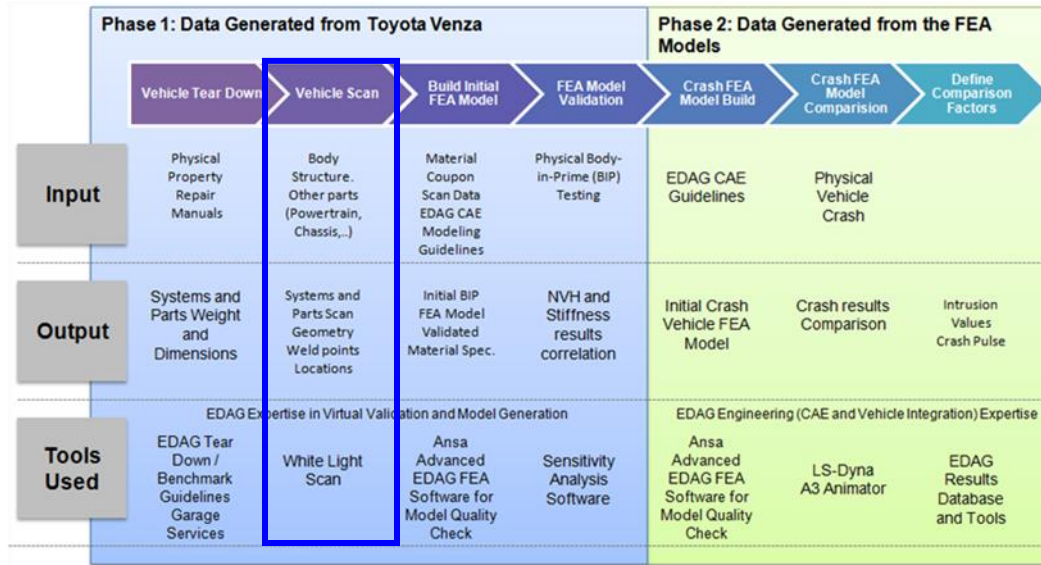 Phase 1: Data Generated from Toyota Venza
Phase 2: Data Generated from the FEA
Models
Vehicle Tear Down
Vehicle Scan
Build Initial
FEA Model
FEA Model
Validation
Crash FEA
Model Build
Crash FEA
Model
Comparision
Define
Comparison
Factors
Input
Physical
Property
Repair
Manuals
Body
Structure.
Other parts
(Powertrain,
Chassis,..)
Material
Coupon
Scan Data
EDAG CAE
Modeling
Guidelines
Physical Body-
in-Prime (BIP)
Testing
EDAG CAE
Guidelines
Physical
Vehicle
Crash
Output
Systems and
Parts Weight
and
Dimensions
Systems and
Parts Scan
Geometry
Weld points
Locations
Initial BIP
FEA Model
Validated
Material Spec.
NVH and
Stiffness
results
correlation
Initial Crash
Vehicle FEA
Model
Crash results
Comparison
Intrusion
Values
Crash Pulse
Tools
Used
EDAG Expertise in Virtual Validation and Model Generation
EDAG Engineering (CAE and Vehicle Integration) Expertise
EDAG Tear
Down /
Benchmark
Guidelines
Garage
Services
White Light
Scan
Ansa
Advanced
EDAG FEA
Software for
Model Quality
Check
Sensitivity
Analysis
Software
Ansa
Advanced
EDAG FEA
Software for
Model Quality
Check
LS-Dyna
A3 Animator
EDAG
Results
Database
and Tools